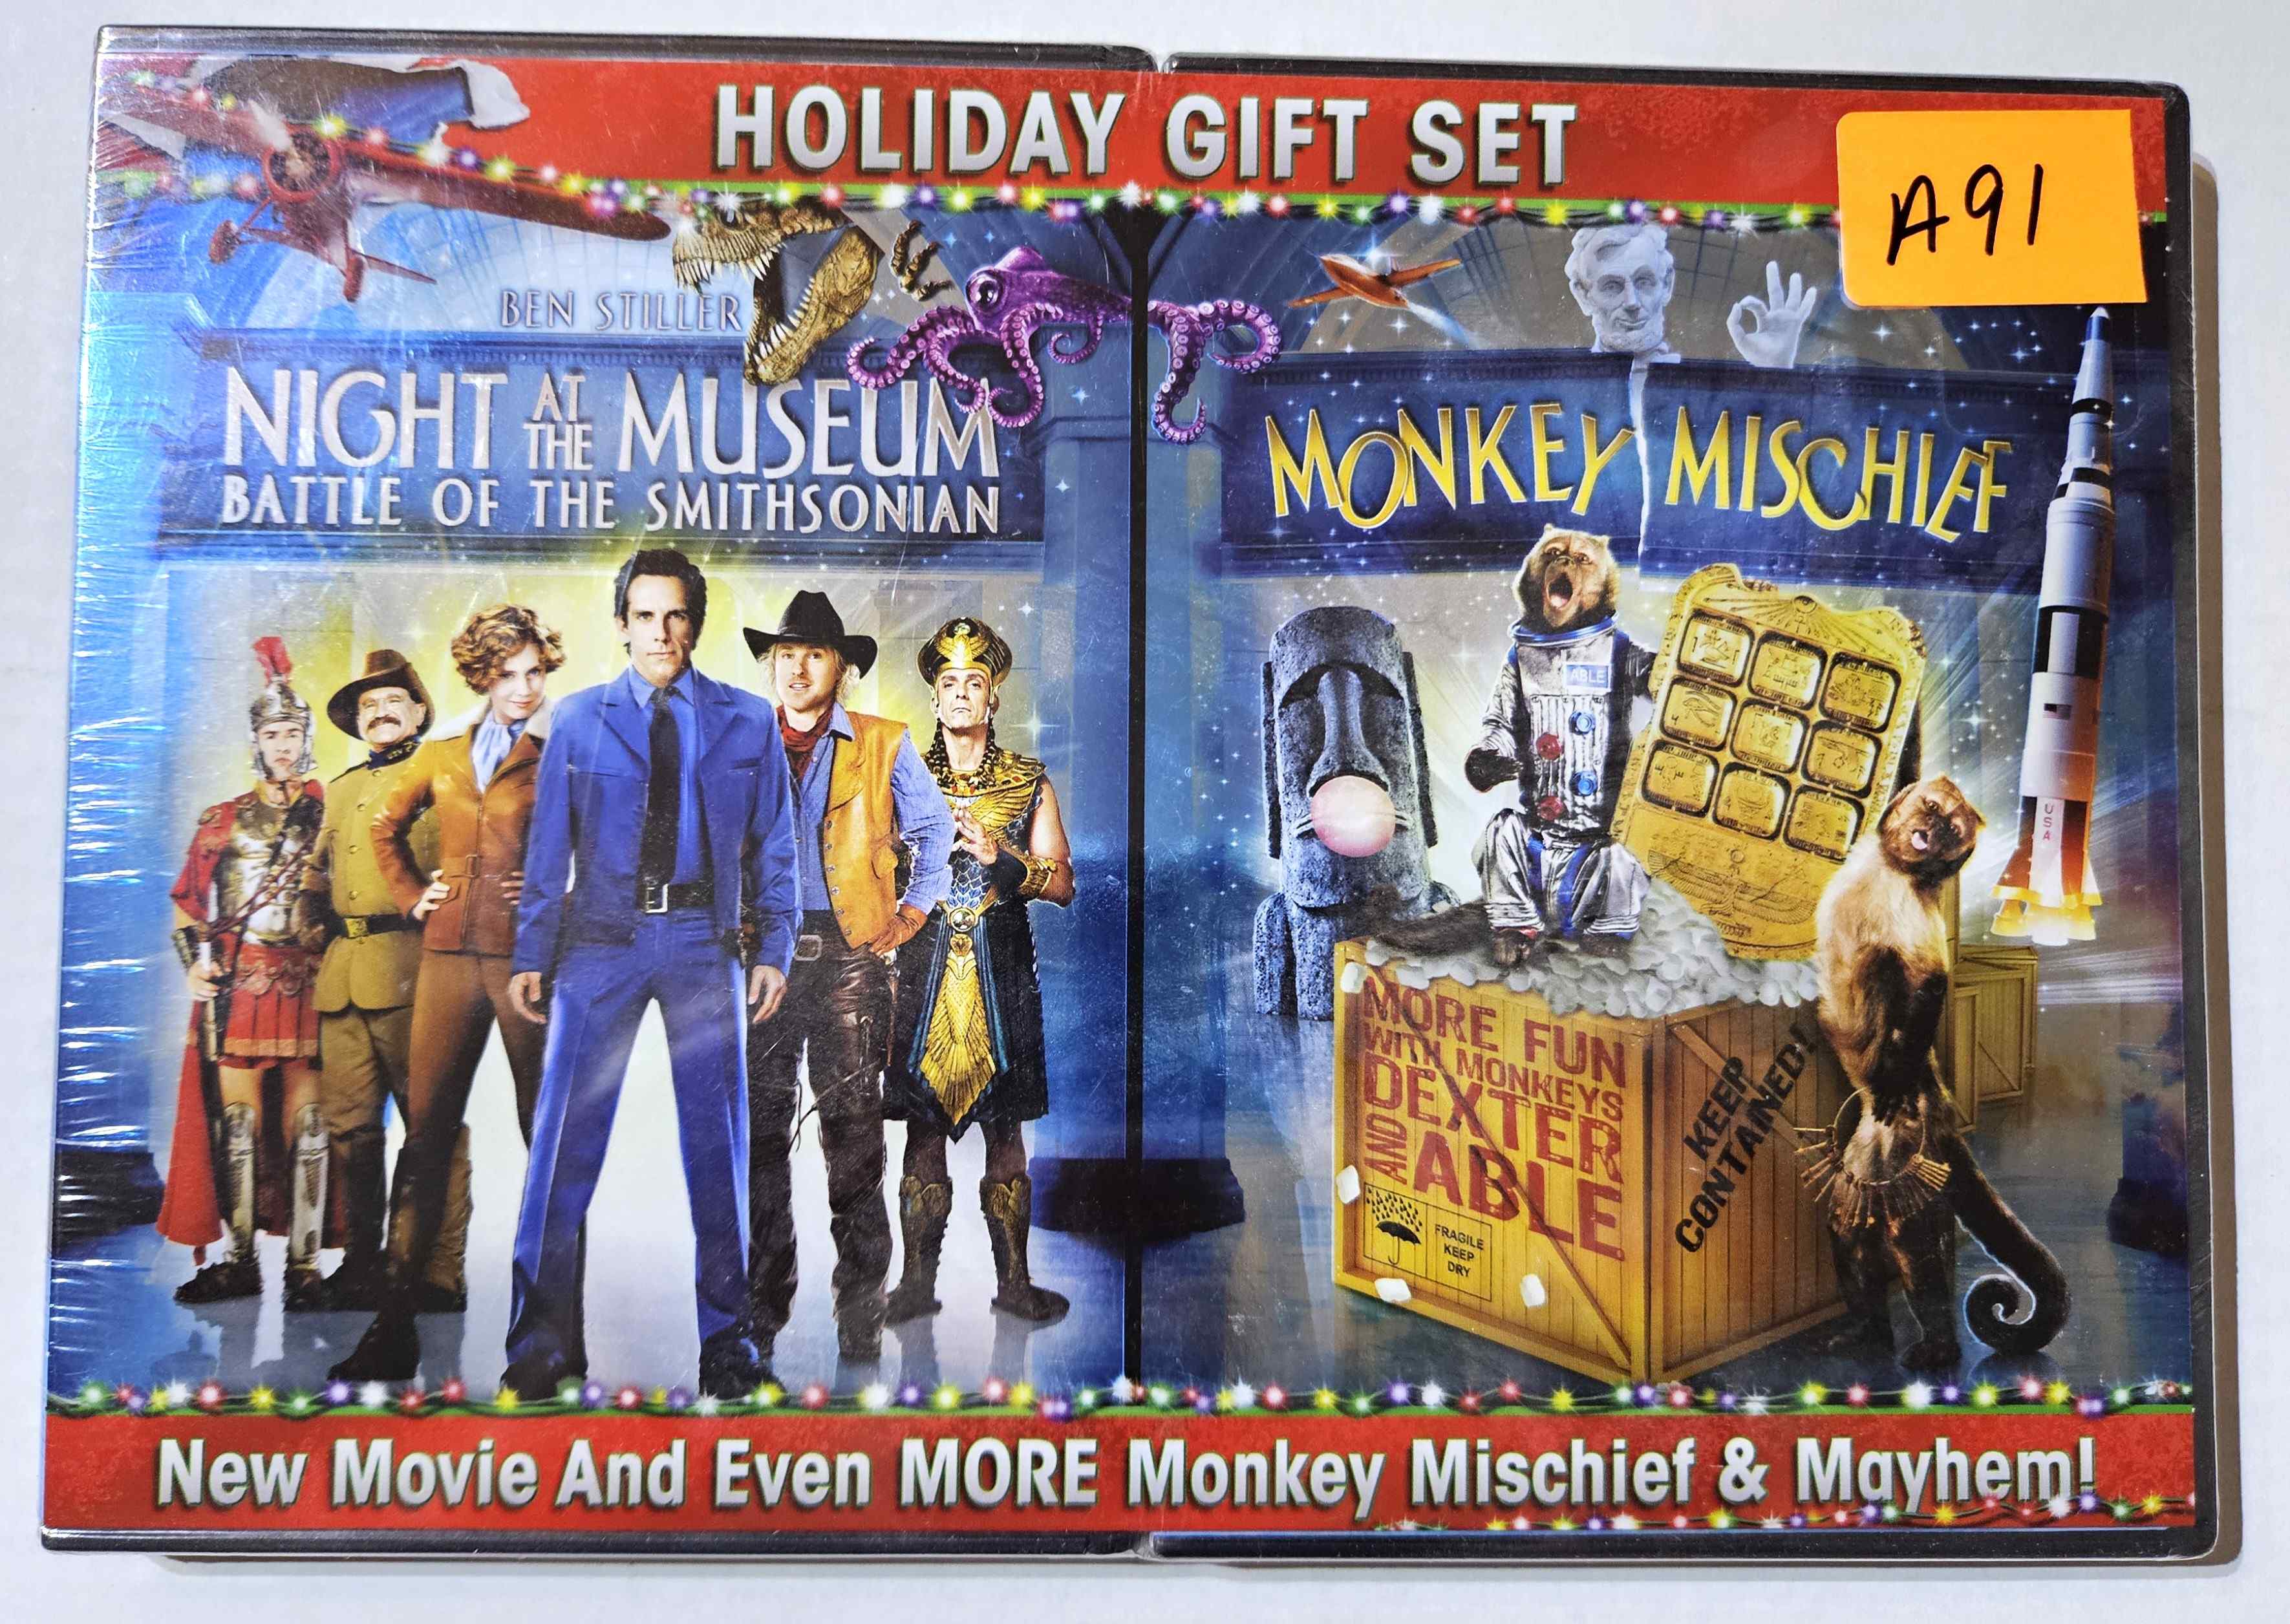 HOLIDAY GIFT SET
A91
BEN STILLER
NIGHT AT THE MUSEUM
BATTLE OF THE SMITHSONIAN
MONKEY MISCHIEF
ABLE
USA
MORE FUN
WITH MONKEYS
DEXTER
AND ABLE
KEEP
CONTAINED!
FRAGILE
KEEP
DRY
New Movie And Even MORE Monkey Mischief & Mayhem!